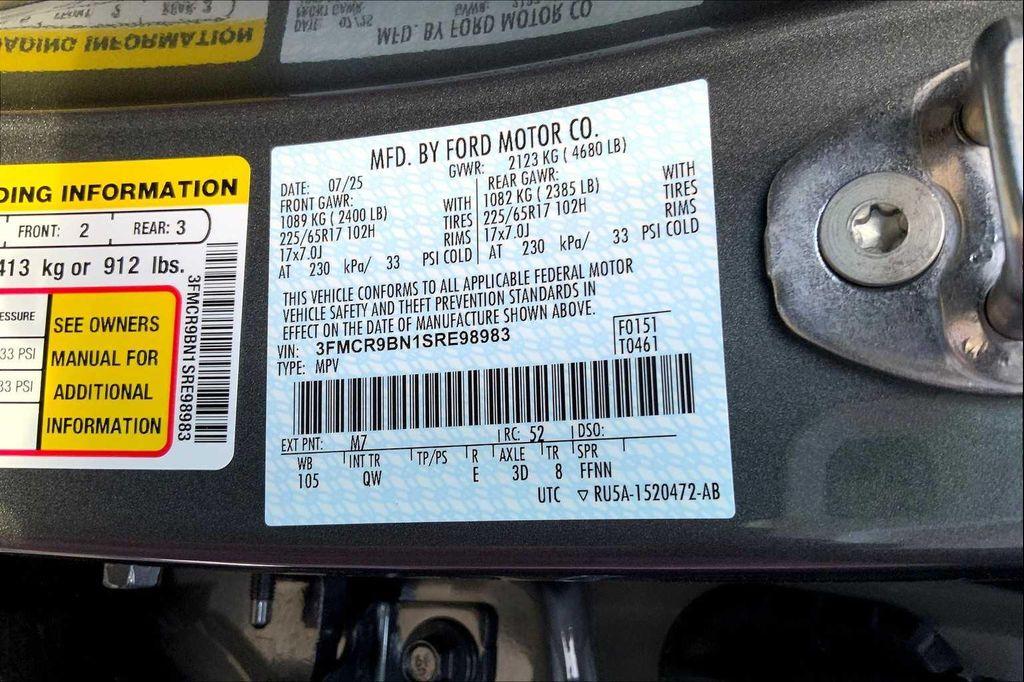 MFD. BY FORD MOTOR CO.
DATE: 07/25 GVWR: 2123 KG ( 4680 LB)
FRONT GAWR: REAR GAWR:
1089 KG (2400 LB) WITH 1082 KG (2385 LB) WITH
225/65R17 102H TIRES 225/65R17 102H TIRES
17x7.0J RIMS 17x7.0J RIMS
AT 230 kPa/ 33 PSI COLD AT 230 kPa/ 33 PSI COLD
THIS VEHICLE CONFORMS TO ALL APPLICABLE FEDERAL MOTOR
VEHICLE SAFETY AND THEFT PREVENTION STANDARDS IN
EFFECT ON THE DATE OF MANUFACTURE SHOWN ABOVE.
VIN: 3FMCR9BN1SRE98983 F0151
TYPE: MPV T0461
EXT PNT: M7 RC: 52 DSO:
WB INT TR TP/PS R AXLE TR SPR
105 QW E 3D 8 FFNN
UTC ▽ RU5A-1520472-AB
DING INFORMATION
FRONT: 2 REAR: 3
413 kg or 912 lbs.
ESSURE
33 PSI
33 PSI
SEE OWNERS
MANUAL FOR
ADDITIONAL
INFORMATION
3FMCR9BN1SRE98983